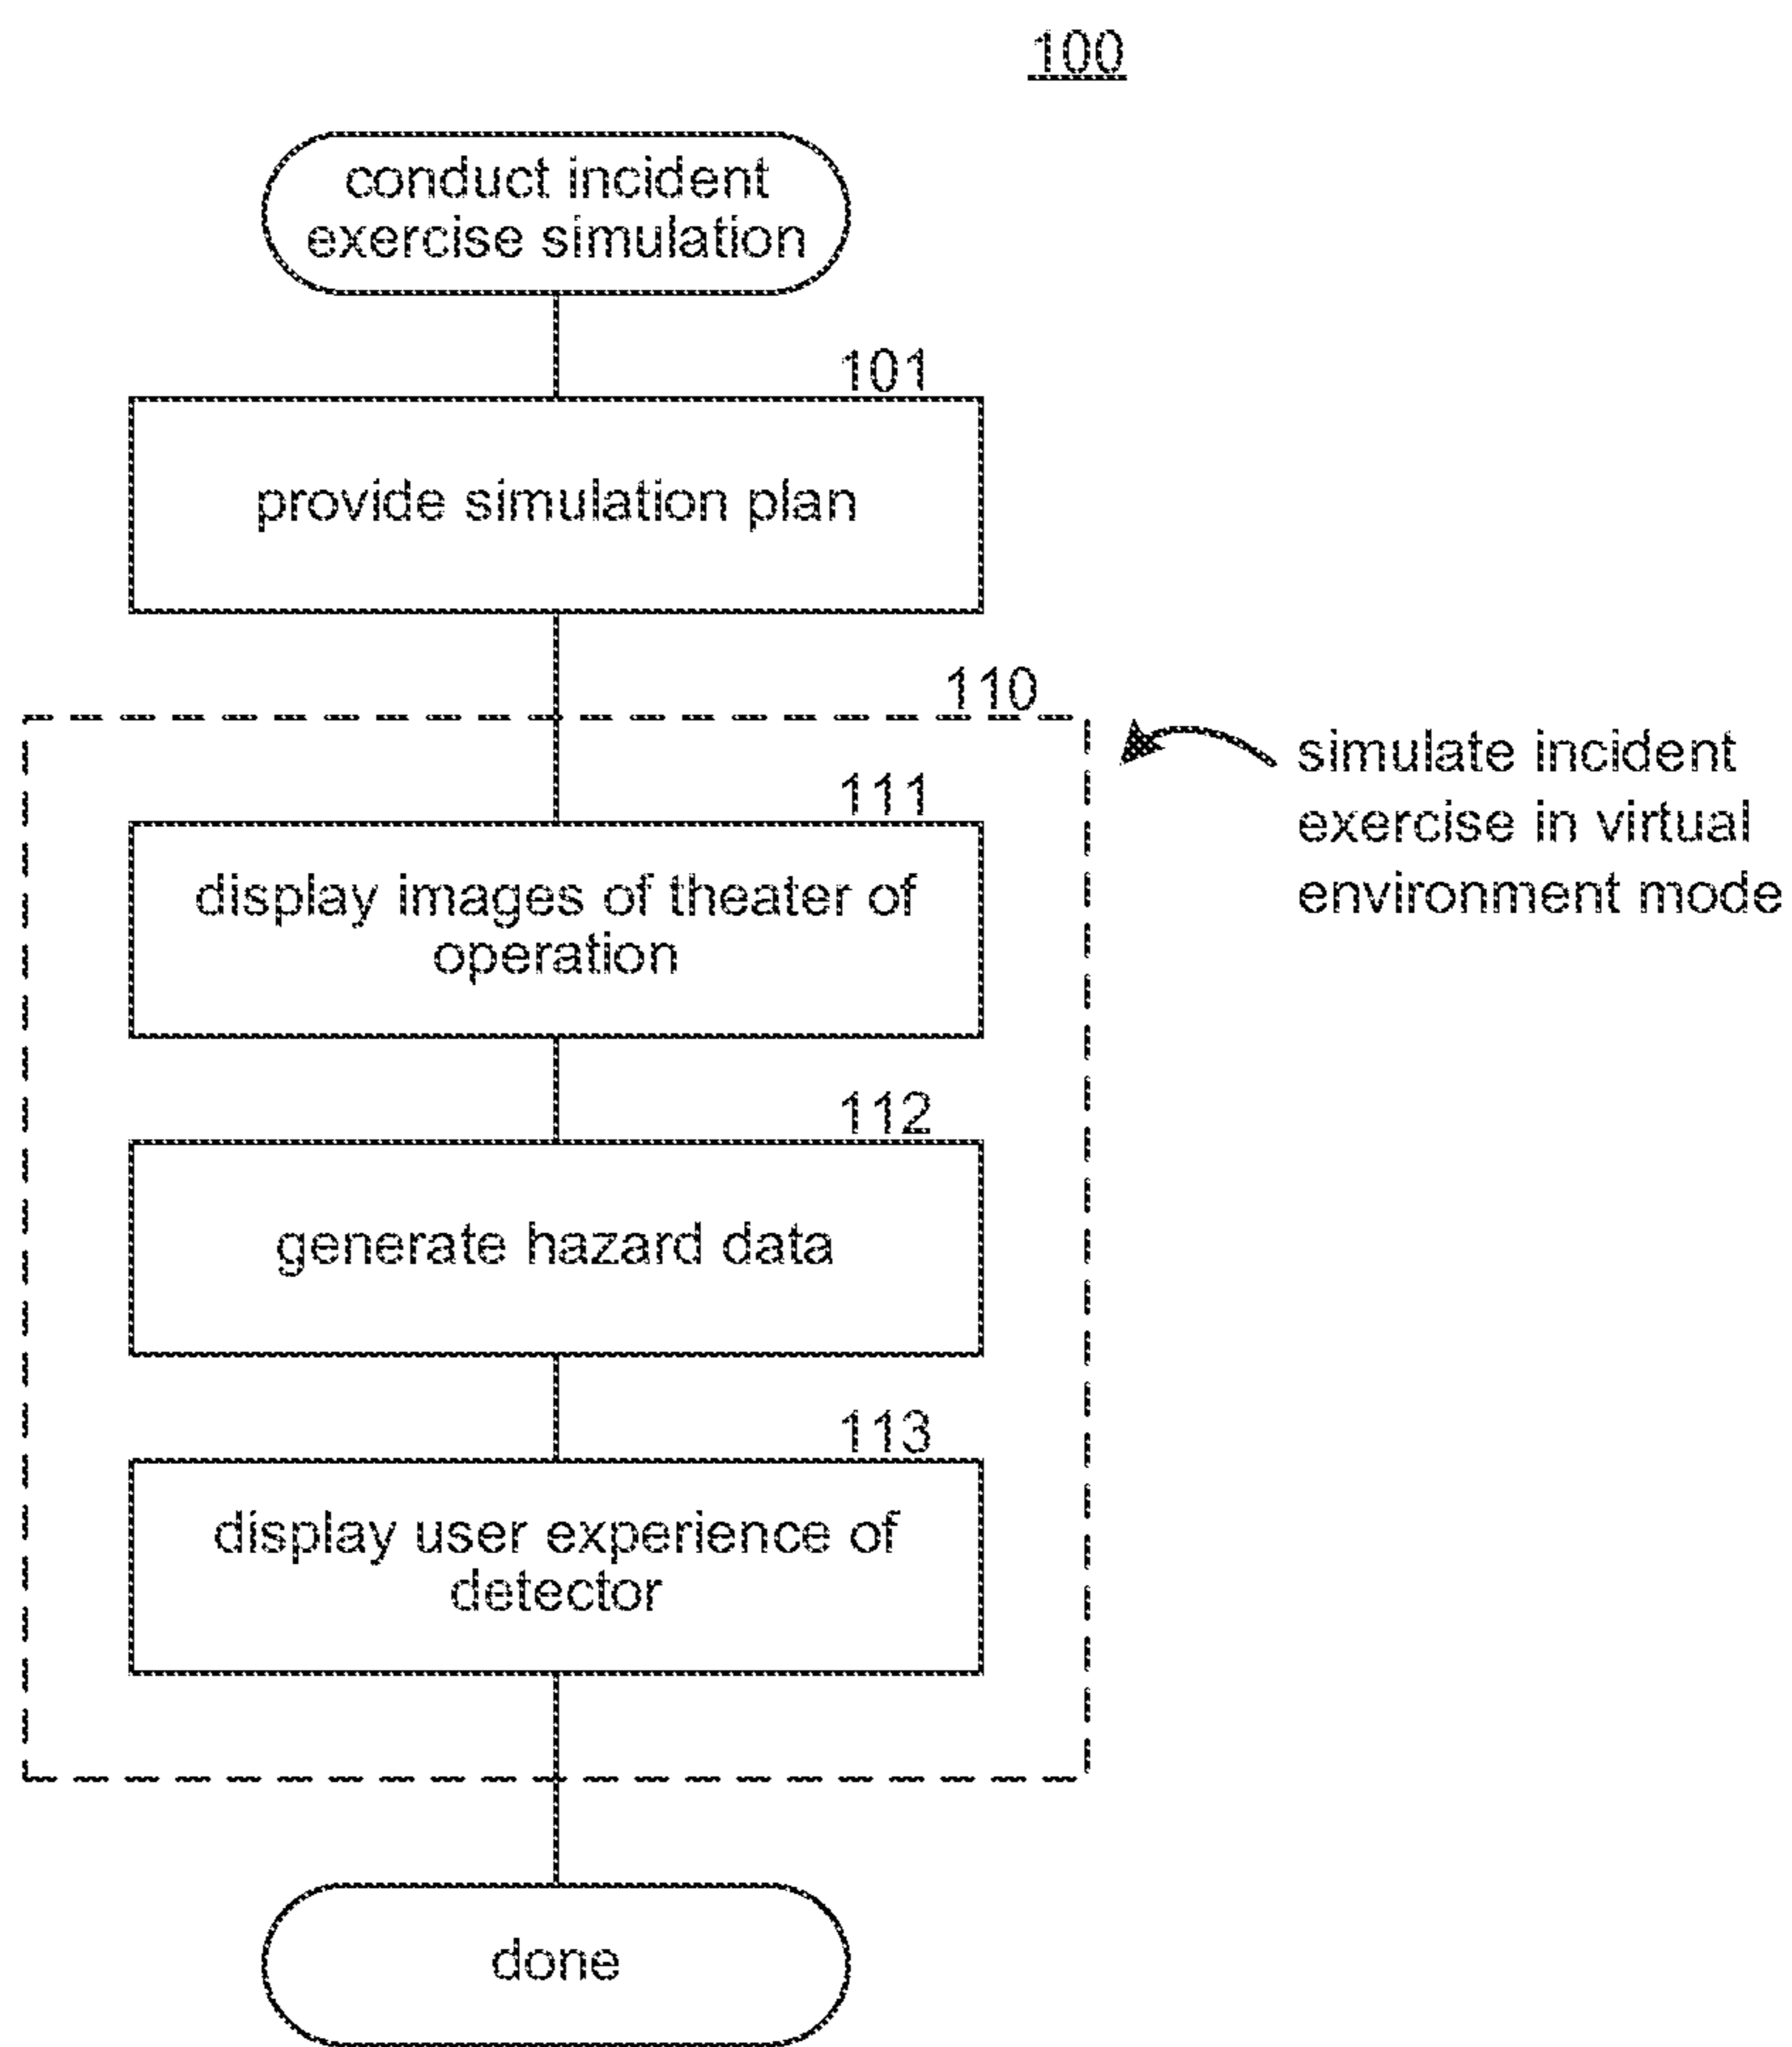 100
conduct incident
exercise simulation
101
provide simulation plan
110
simulate incident
exercise in virtual
environment mode
111
display images of theater of
operation
112
generate hazard data
113
display user experience of
detector
done